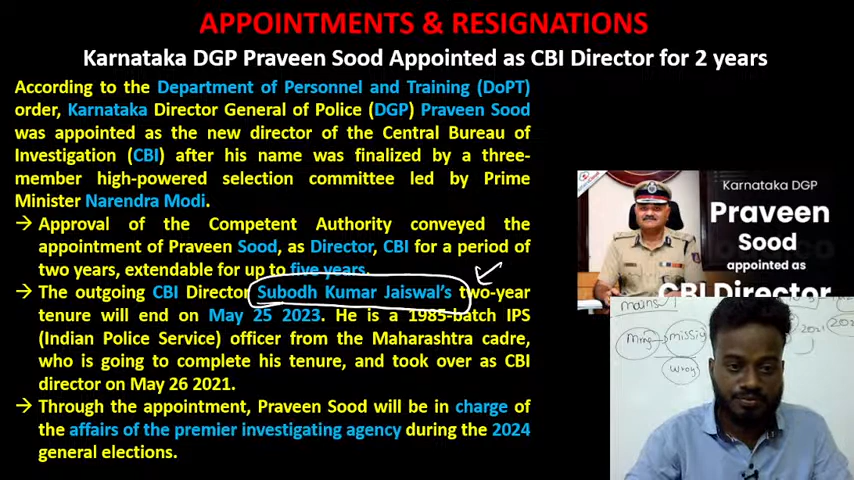 APPOINTMENTS & RESIGNATIONS
Karnataka DGP Praveen Sood Appointed as CBI Director for 2 years
According to the Department of Personnel and Training (DoPT)
order, Karnataka Director General of Police (DGP) Praveen Sood
was appointed as the new director of the Central Bureau of
Investigation (CBI) after his name was finalized by a three-
member high-powered selection committee led by Prime
Minister Narendra Modi.
→ Approval of the Competent Authority conveyed the
appointment of Praveen Sood, as Director, CBI for a period of
two years, extendable for up to five years.
→ The outgoing CBI Director Subodh Kumar Jaiswal's two-year
tenure will end on May 25 2023. He is a 1985-batch IPS
(Indian Police Service) officer from the Maharashtra cadre,
who is going to complete his tenure, and took over as CBI
director on May 26 2021.
→ Through the appointment, Praveen Sood will be in charge of
the affairs of the premier investigating agency during the 2024
general elections.
Karnataka DGP
Praveen
Sood
appointed as
CBI Director
mains
missing
wrong